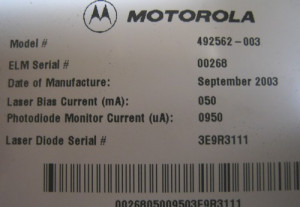 MOTOROLA
Model # 492562-003
ELM Serial # 00268
Date of Manufacture: September 2003
Laser Bias Current (mA): 050
Photodiode Monitor Current (uA): 0950
Laser Diode Serial # 3E9R3111
0026805009503E9R3111